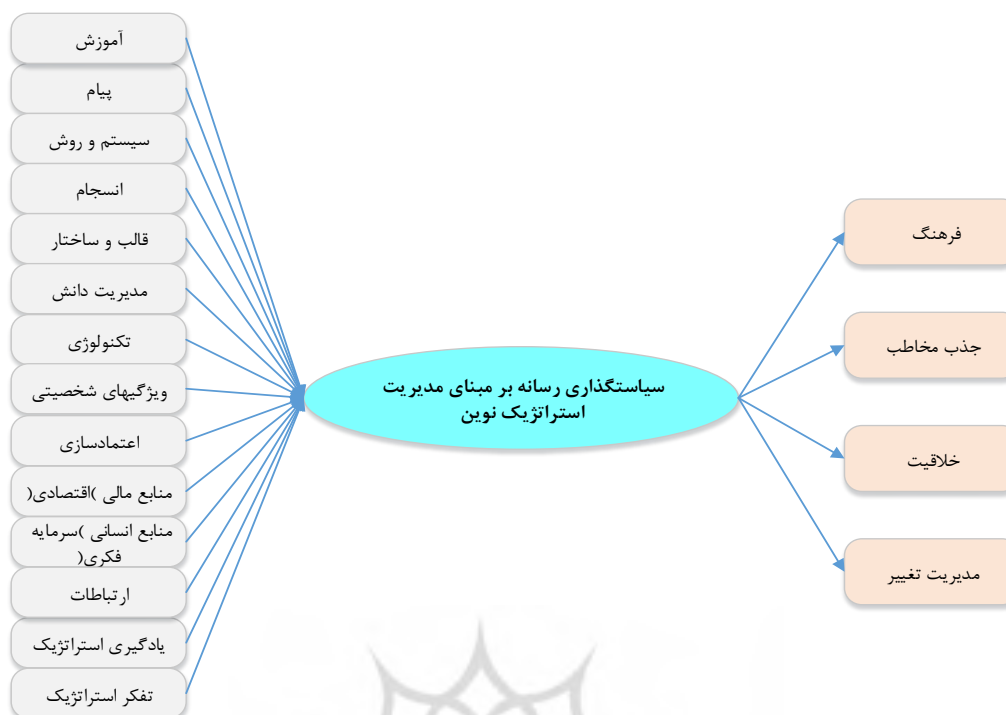 آموزش
پیام
سیستم و روش
انسجام
قالب و ساختار
مدیریت دانش
تکنولوژی
ویژگیهای شخصیتی
اعتمادسازی
منابع مالی )اقتصادی(
منابع انسانی )سرمایه
فکری(
ارتباطات
یادگیری استراتژیک
تفکر استراتژیک
سیاستگذاری رسانه بر مبنای مدیریت
استراتژیک نوین
فرهنگ
جذب مخاطب
خلاقیت
مدیریت تغییر